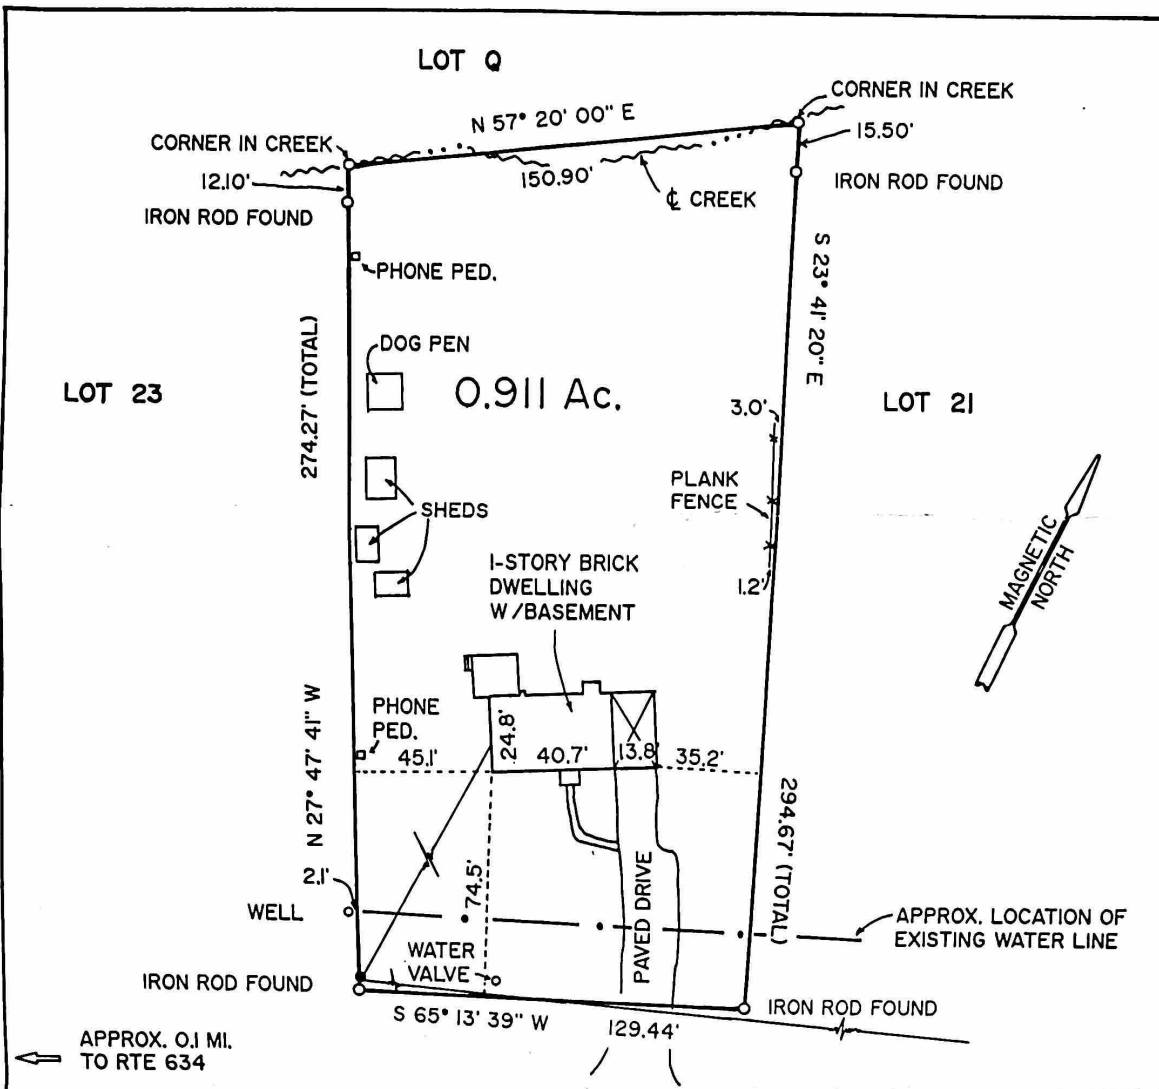 LOT Q
CORNER IN CREEK
N 57° 20' 00" E
15.50'
CORNER IN CREEK
12.10'
150.90'
℄ CREEK
IRON ROD FOUND
IRON ROD FOUND
PHONE PED.
S 23° 41' 20" E
274.27' (TOTAL)
DOG PEN
LOT 23
0.911 Ac.
3.0'
LOT 21
PLANK
FENCE
SHEDS
1-STORY BRICK
DWELLING
W/BASEMENT
1.2'
MAGNETIC
NORTH
N 27° 47' 41" W
PHONE
PED.
45.1'
24.8'
40.7'
13.8'
35.2'
294.67' (TOTAL)
2.1'
74.5'
WELL
PAVED DRIVE
APPROX. LOCATION OF
EXISTING WATER LINE
WATER
VALVE
IRON ROD FOUND
S 65° 13' 39" W
129.44'
IRON ROD FOUND
APPROX. 0.1 MI.
TO RTE 634